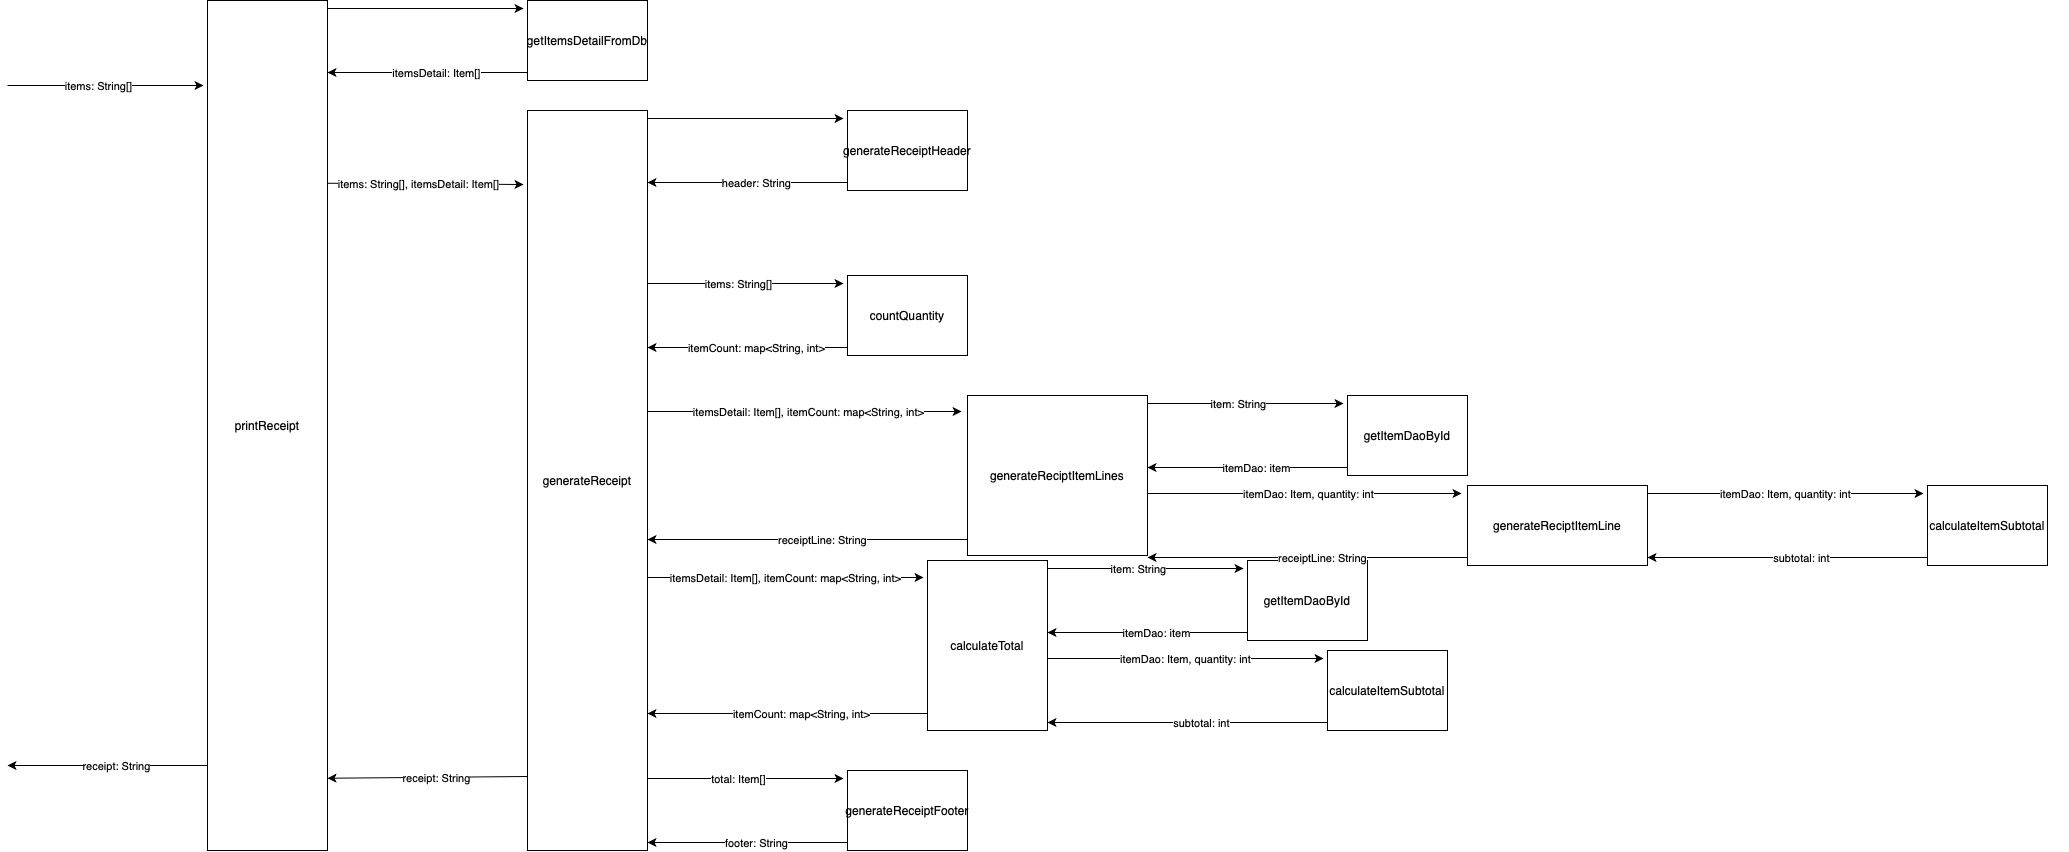 getItemsDetailFromDb
itemsDetail: Item[]
items: String[]
generateReceiptHeader
items: String[], itemsDetail: Item[]
header: String
items: String[]
countQuantity
itemCount: map<String, int>
itemsDetail: Item[], itemCount: map<String, int>
item: String
printReceipt
getItemDaoById
itemDao: item
generateReceipt
generateReciptItemLines
itemDao: Item, quantity: int
itemDao: Item, quantity: int
generateReciptItemLine
calculateItemSubtotal
receiptLine: String
receiptLine: String
subtotal: int
itemsDetail: Item[], itemCount: map<String, int>
item: String
getItemDaoById
itemDao: item
calculateTotal
itemDao: Item, quantity: int
calculateItemSubtotal
itemCount: map<String, int>
subtotal: int
receipt: String
receipt: String
total: Item[]
generateReceiptFooter
footer: String